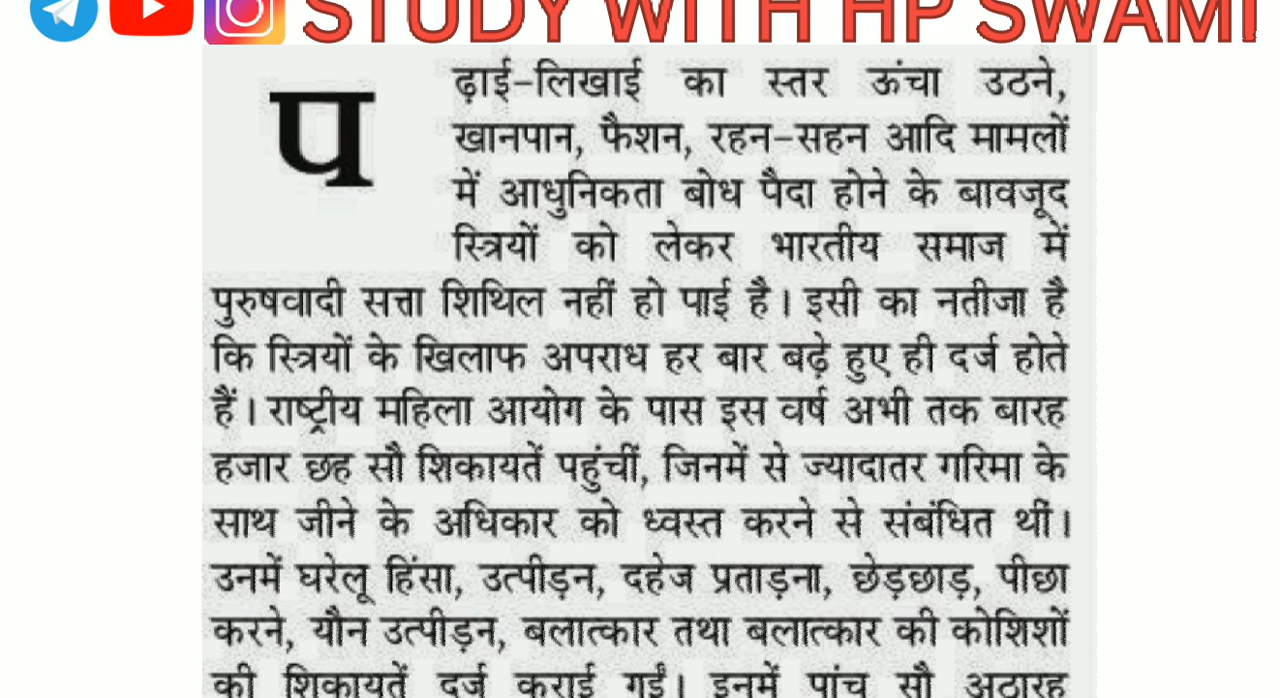 STUDY WITH HP SWAMI
पढ़ाई-लिखाई का स्तर ऊंचा उठने,
खानपान, फैशन, रहन-सहन आदि मामलों
में आधुनिकता बोध पैदा होने के बावजूद
स्त्रियों को लेकर भारतीय समाज में
पुरुषवादी सत्ता शिथिल नहीं हो पाई है। इसी का नतीजा है
कि स्त्रियों के खिलाफ अपराध हर बार बढ़े हुए ही दर्ज होते
हैं। राष्ट्रीय महिला आयोग के पास इस वर्ष अभी तक बारह
हजार छह सौ शिकायतें पहुंचीं, जिनमें से ज्यादातर गरिमा के
साथ जीने के अधिकार को ध्वस्त करने से संबंधित थीं।
उनमें घरेलू हिंसा, उत्पीड़न, दहेज प्रताड़ना, छेड़छाड़, पीछा
करने, यौन उत्पीड़न, बलात्कार तथा बलात्कार की कोशिशों
की शिकायतें दर्ज कराई गईं। इनमें पांच सौ अठारह